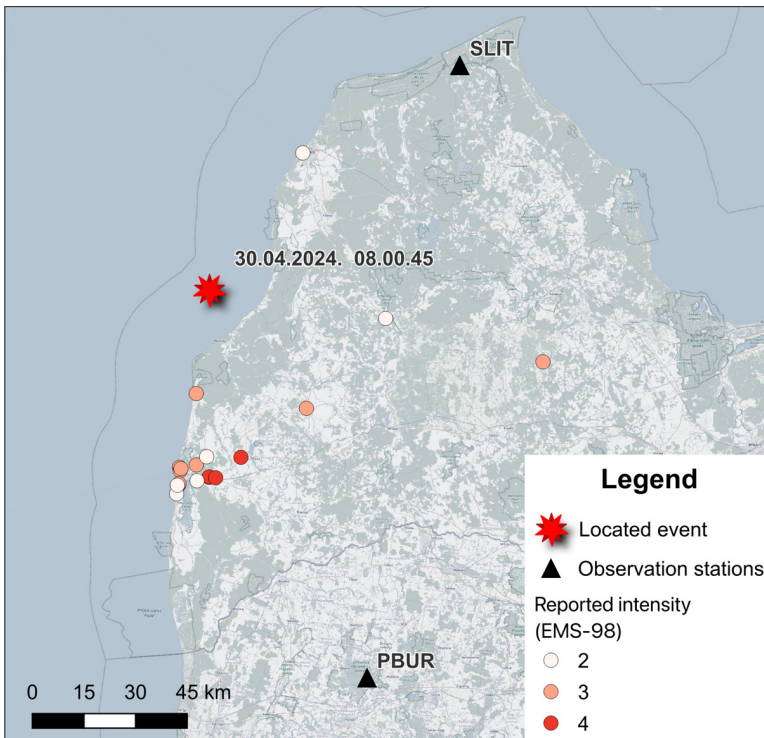 SLIT
30.04.2024. 08.00.45
Legend
Located event
Observation stations
PBUR
Reported intensity
(EMS-98)
2
3
4
0 15 30 45 km